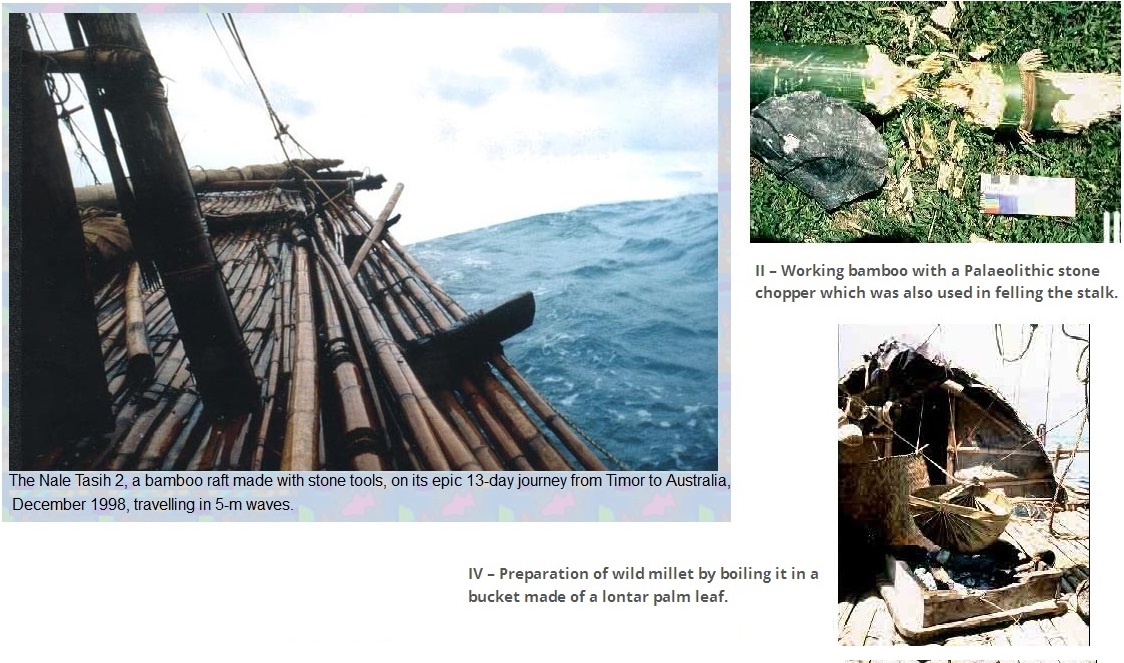 The Nale Tasih 2, a bamboo raft made with stone tools, on its epic 13-day journey from Timor to Australia,
December 1998, travelling in 5-m waves.
II – Working bamboo with a Palaeolithic stone
chopper which was also used in felling the stalk.
IV – Preparation of wild millet by boiling it in a
bucket made of a lontar palm leaf.